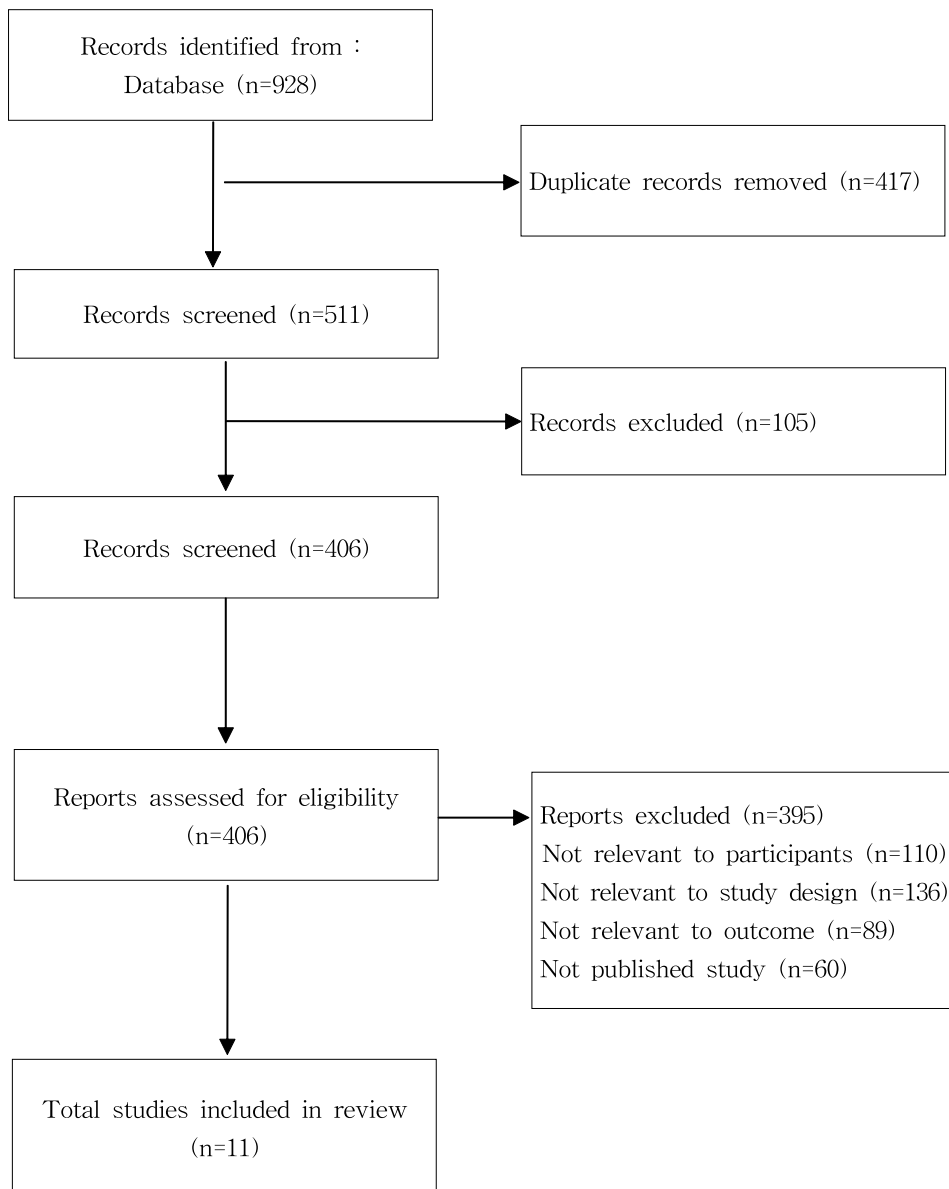 Records identified from :
Database (n=928)
Duplicate records removed (n=417)
Records screened (n=511)
Records excluded (n=105)
Records screened (n=406)
Reports assessed for eligibility
(n=406)
Reports excluded (n=395)
Not relevant to participants (n=110)
Not relevant to study design (n=136)
Not relevant to outcome (n=89)
Not published study (n=60)
Total studies included in review
(n=11)